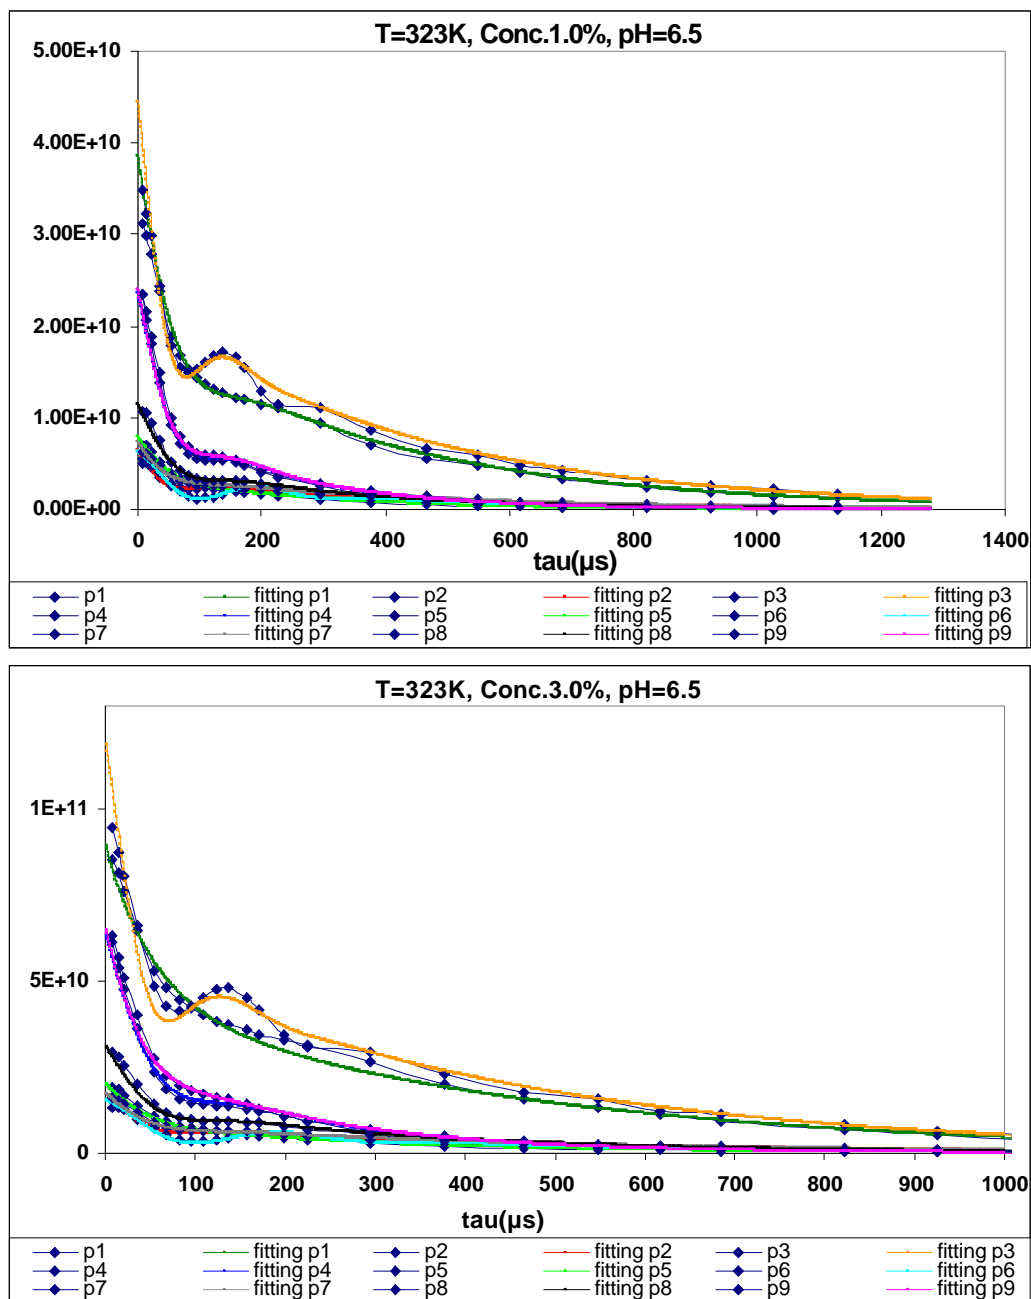 T=323K, Conc.1.0%, pH=6.5
5.00E+10
4.00E+10
3.00E+10
2.00E+10
1.00E+10
0.00E+00
0 200 400 600 800 1000 1200 1400
tau(µs)
p1 fitting p1 p2 fitting p2 p3 fitting p3
p4 fitting p4 p5 fitting p5 p6 fitting p6
p7 fitting p7 p8 fitting p8 p9 fitting p9
T=323K, Conc.3.0%, pH=6.5
1E+11
5E+10
0
0 100 200 300 400 500 600 700 800 900 1000
tau(µs)
p1 fitting p1 p2 fitting p2 p3 fitting p3
p4 fitting p4 p5 fitting p5 p6 fitting p6
p7 fitting p7 p8 fitting p8 p9 fitting p9